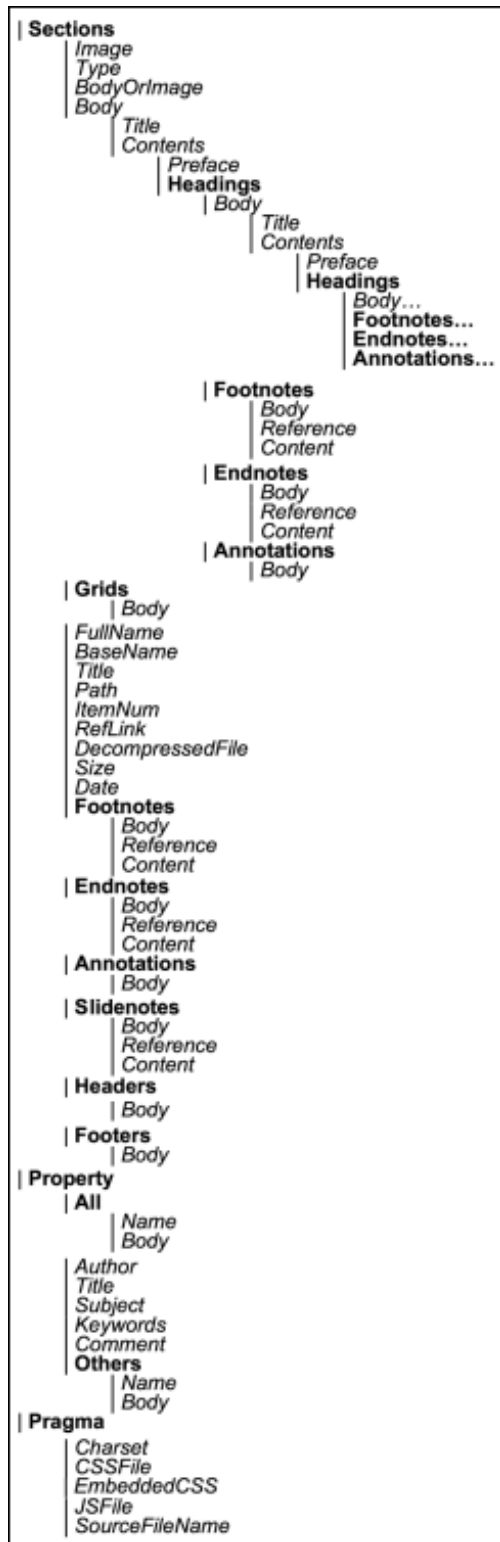 | Sections
| Image
| Type
| BodyOrImage
| Body
| Title
| Contents
| Preface
| Headings
| Body
| Title
| Contents
| Preface
| Headings
| Body…
| Footnotes…
| Endnotes…
| Annotations…
| Footnotes
| Body
| Reference
| Content
| Endnotes
| Body
| Reference
| Content
| Annotations
| Body
| Grids
| Body
| FullName
| BaseName
| Title
| Path
| ItemNum
| RefLink
| DecompressedFile
| Size
| Date
| Footnotes
| Body
| Reference
| Content
| Endnotes
| Body
| Reference
| Content
| Annotations
| Body
| Slidenotes
| Body
| Reference
| Content
| Headers
| Body
| Footers
| Body
| Property
| All
| Name
| Body
| Author
| Title
| Subject
| Keywords
| Comment
| Others
| Name
| Body
| Pragma
| Charset
| CSSFile
| EmbeddedCSS
| JSFile
| SourceFileName